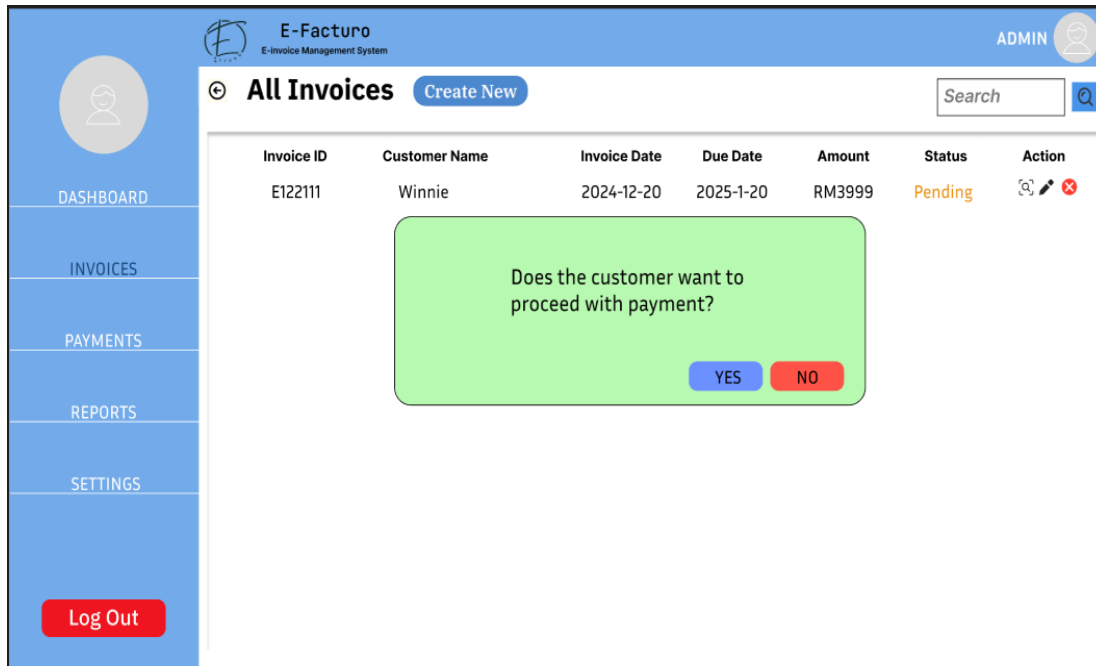 E-Facturo
E-invoice Management System
ADMIN
All Invoices
Create New
Search
Invoice ID Customer Name Invoice Date Due Date Amount Status Action
E122111 Winnie 2024-12-20 2025-1-20 RM3999 Pending
DASHBOARD
INVOICES
PAYMENTS
REPORTS
SETTINGS
Log Out
Does the customer want to
proceed with payment?
YES NO